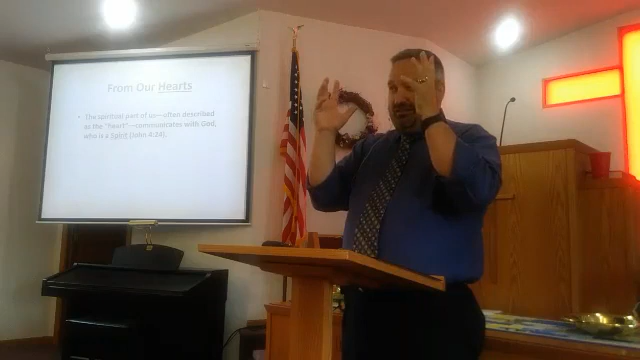 From Our Hearts
• The spiritual part of us—often described
as the "heart"—communicates with God,
who is a Spirit (John 4:24).